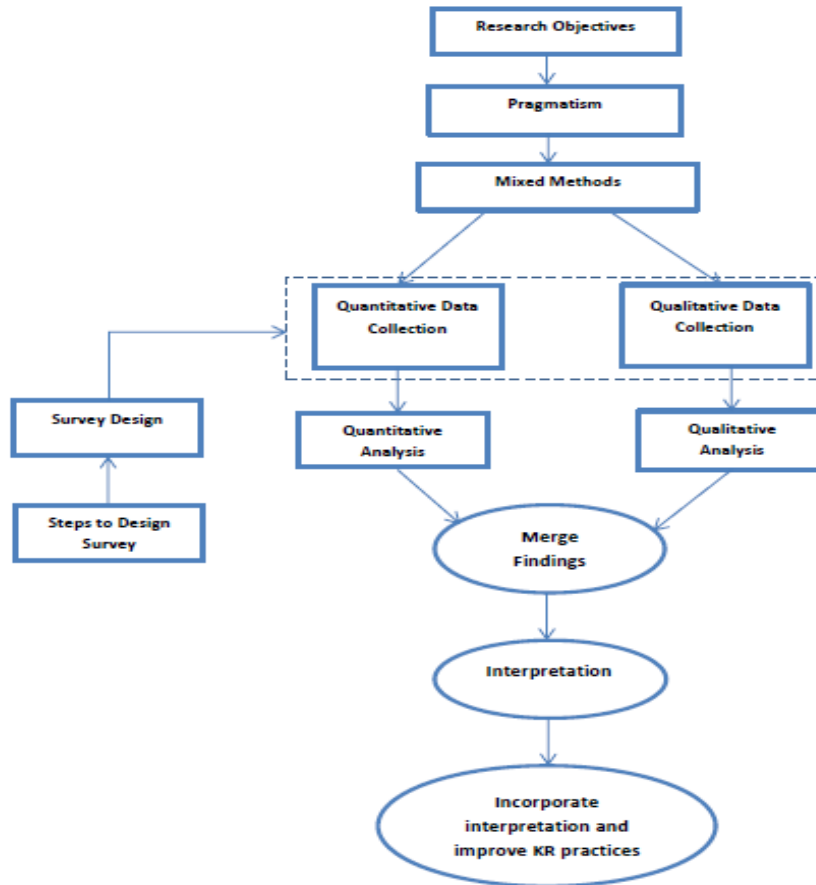 Research Objectives
Pragmatism
Mixed Methods
Quantitative Data
Collection
Qualitative Data
Collection
Survey Design
Quantitative
Analysis
Qualitative
Analysis
Steps to Design
Survey
Merge
Findings
Interpretation
Incorporate
interpretation and
improve KR practices